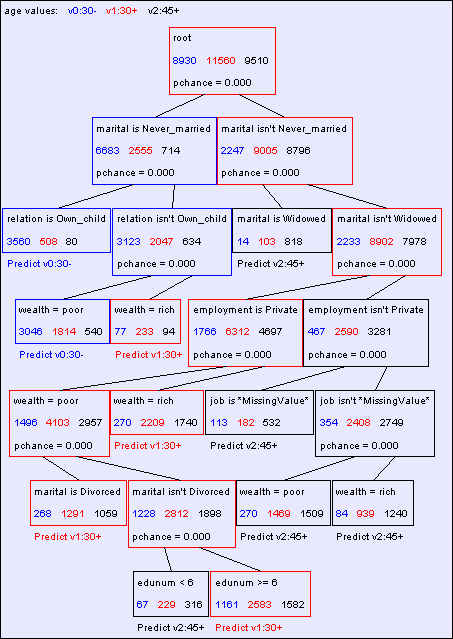 age values: v0:30- v1:30+ v2:45+
root
8930 11560 9510
pchance = 0.000
marital is Never_married
6683 2555 714
pchance = 0.000
marital isn't Never_married
2247 9005 8796
pchance = 0.000
relation is Own_child
3560 508 80
Predict v0:30-
relation isn't Own_child
3123 2047 634
pchance = 0.000
marital is Widowed
14 103 818
Predict v2:45+
marital isn't Widowed
2233 8902 7978
pchance = 0.000
wealth = poor
3046 1814 540
Predict v0:30-
wealth = rich
77 233 94
Predict v1:30+
employment is Private
1766 6312 4697
pchance = 0.000
employment isn't Private
467 2590 3281
pchance = 0.000
wealth = poor
1496 4103 2957
pchance = 0.000
wealth = rich
270 2209 1740
Predict v1:30+
job is *MissingValue*
113 182 532
Predict v2:45+
job isn't *MissingValue*
354 2408 2749
pchance = 0.000
marital is Divorced
268 1291 1059
Predict v1:30+
marital isn't Divorced
1228 2812 1898
pchance = 0.000
wealth = poor
270 1469 1509
Predict v2:45+
wealth = rich
84 939 1240
Predict v2:45+
edunum < 6
67 229 316
Predict v2:45+
edunum >= 6
1161 2583 1582
Predict v1:30+